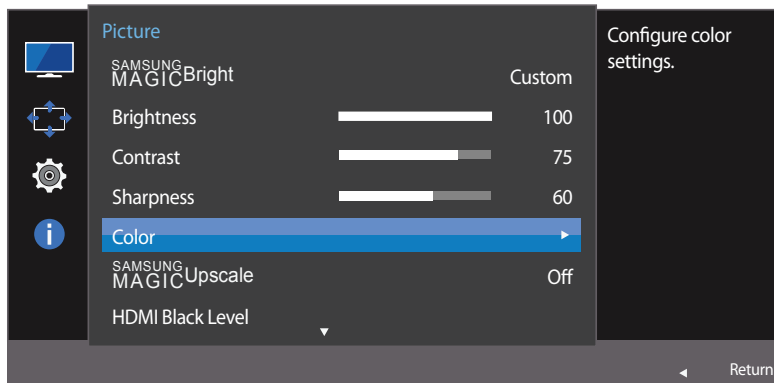 Picture
SAMSUNG
MAGICBright Custom
Brightness 100
Contrast 75
Sharpness 60
Color
SAMSUNG
MAGICUpscale Off
HDMI Black Level
Configure color
settings.
Return